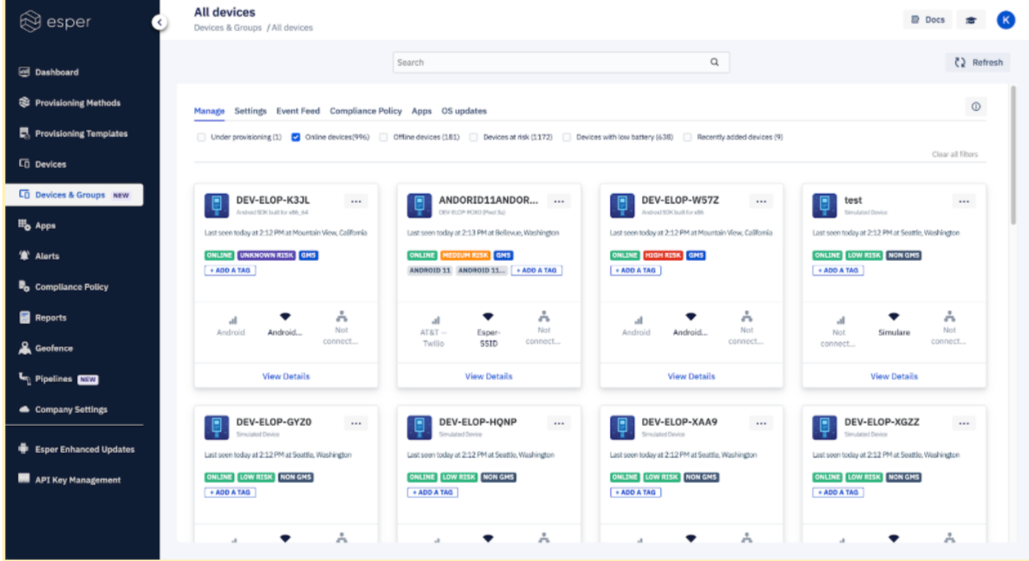 esper
All devices
Devices & Groups / All devices
Docs
K
Search
Refresh
Dashboard
Provisioning Methods
Provisioning Templates
Devices
Devices & Groups NEW
Apps
Alerts
Compliance Policy
Reports
Geofence
Pipelines NEW
Company Settings
Esper Enhanced Updates
API Key Management
Manage Settings Event Feed Compliance Policy Apps OS updates
Under provisioning (1) Online devices(996) Offline devices (181) Devices at risk (1172) Devices with low battery (638) Recently added devices (9)
Clear all filters
DEV-ELOP-K3JL
Android SDK built for x86_64
Last seen today at 2:12 PM at Mountain View, California
ONLINE UNKNOWN RISK GMS
+ ADD A TAG
Android Android... Not connect...
View Details
ANDORID11ANDOR...
Last seen today at 2:13 PM at Bellevue, Washington
ONLINE MEDIUM RISK GMS
ANDROID 11 ANDROID 11... + ADD A TAG
AT&T — Twilio Esper-SSID Not connect...
View Details
DEV-ELOP-W57Z
Android SDK built for x86
Last seen today at 2:12 PM at Mountain View, California
ONLINE HIGH RISK GMS
+ ADD A TAG
Android Android... Not connect...
View Details
test
Simulated Device
Last seen today at 2:12 PM at Seattle, Washington
ONLINE LOW RISK NON GMS
+ ADD A TAG
Not connect... Simulare Not connect...
View Details
DEV-ELOP-GYZ0
Simulated Device
Last seen today at 2:12 PM at Seattle, Washington
ONLINE LOW RISK NON GMS
+ ADD A TAG
DEV-ELOP-HQNP
Simulated Device
Last seen today at 2:12 PM at Seattle, Washington
ONLINE LOW RISK NON GMS
+ ADD A TAG
DEV-ELOP-XAA9
Simulated Device
Last seen today at 2:12 PM at Seattle, Washington
ONLINE LOW RISK NON GMS
+ ADD A TAG
DEV-ELOP-XGZZ
Simulated Device
Last seen today at 2:12 PM at Seattle, Washington
ONLINE LOW RISK NON GMS
+ ADD A TAG